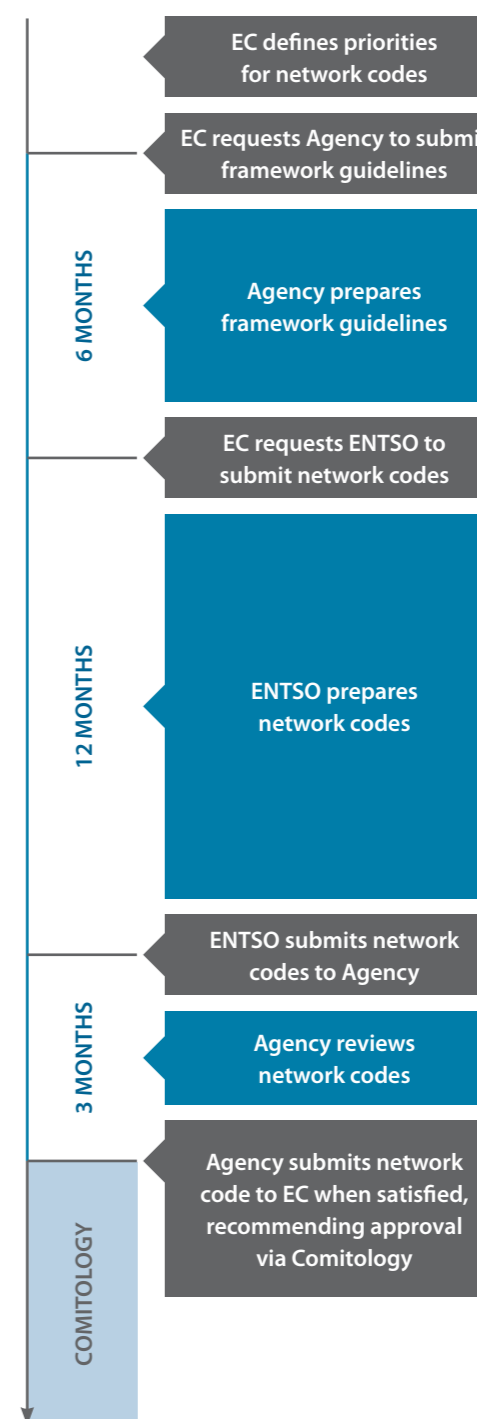 EC defines priorities
for network codes
EC requests Agency to submi
framework guidelines
6 MONTHS
Agency prepares
framework guidelines
EC requests ENTSO to
submit network codes
12 MONTHS
ENTSO prepares
network codes
ENTSO submits network
codes to Agency
3 MONTHS
Agency reviews
network codes
Agency submits network
code to EC when satisfied,
recommending approval
via Comitology
COMITOLOGY